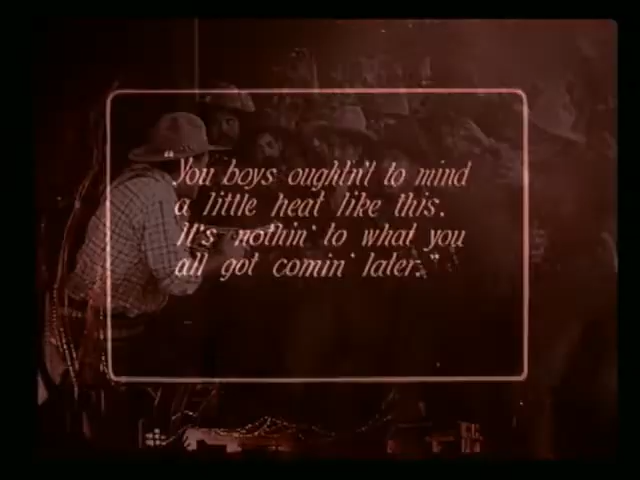 "You boys oughtn't to mind
a little heat like this.
It's nothin' to what you
all got comin' later."